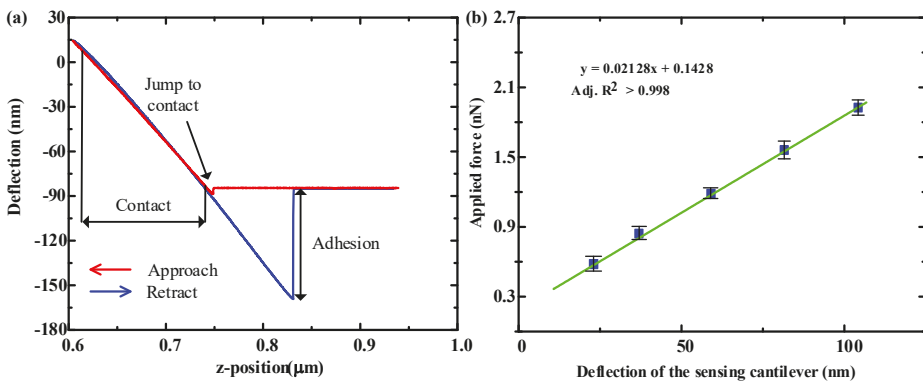 (a)
15
0
-30
-60
-90
-120
-150
-180
Deflection (nm)
Jump to
contact
Contact
Adhesion
Approach
Retract
0.6 0.7 0.8 0.9 1.0
z-position(μm)
(b)
2.7
2.1
1.5
0.9
0.3
Applied force (nN)
y = 0.02128x + 0.1428
Adj. R² > 0.998
0 25 50 75 100
Deflection of the sensing cantilever (nm)